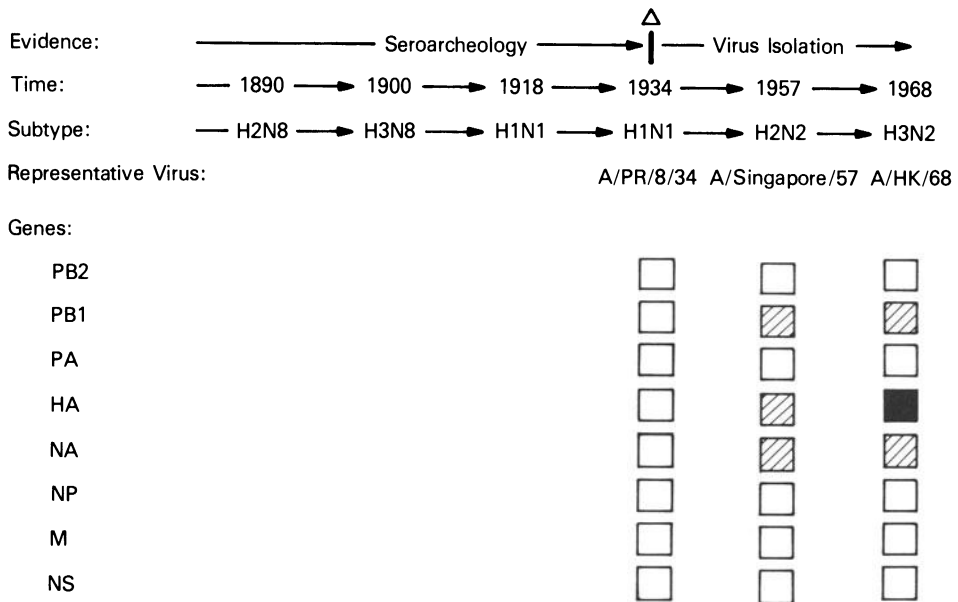 Evidence: Seroarcheology Virus Isolation
Time: 1890 1900 1918 1934 1957 1968
Subtype: H2N8 H3N8 H1N1 H1N1 H2N2 H3N2
Representative Virus: A/PR/8/34 A/Singapore/57 A/HK/68
Genes:
PB2
PB1
PA
HA
NA
NP
M
NS